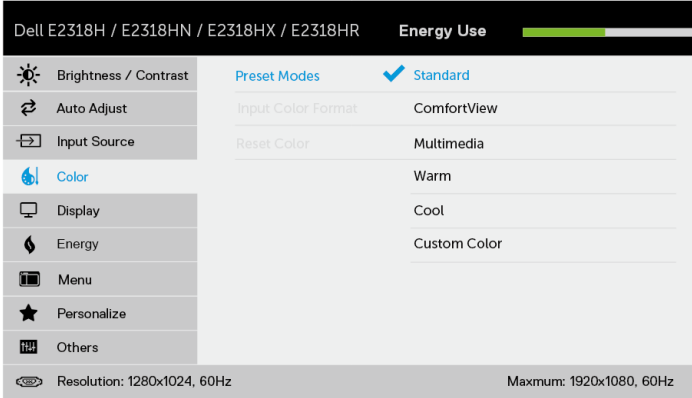 Dell E2318H / E2318HN / E2318HX / E2318HR Energy Use
Brightness / Contrast Preset Modes Standard
Auto Adjust Input Color Format ComfortView
Input Source Reset Color Multimedia
Color Warm
Display Cool
Energy Custom Color
Menu
Personalize
Others
Resolution: 1280x1024, 60Hz Maxmum: 1920x1080, 60Hz